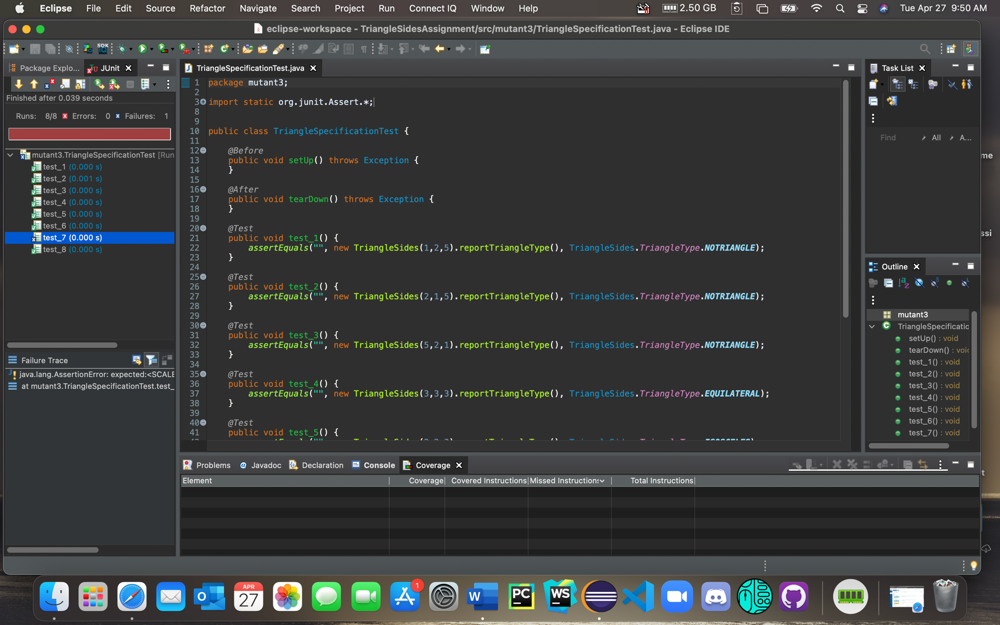 Eclipse File Edit Source Refactor Navigate Search Project Run Connect IQ Window Help 2.50 GB Tue Apr 27 9:50 AM
eclipse-workspace - TriangleSidesAssignment/src/mutant3/TriangleSpecificationTest.java - Eclipse IDE
SDK
Package Explo... JUnit
Finished after 0.039 seconds
Runs: 8/8 Errors: 0 Failures: 1
mutant3.TriangleSpecificationTest [Run
test_1 (0.000 s)
test_2 (0.001 s)
test_3 (0.000 s)
test_4 (0.000 s)
test_5 (0.000 s)
test_6 (0.000 s)
test_7 (0.000 s)
test_8 (0.000 s)
Failure Trace
java.lang.AssertionError: expected:<SCALE
at mutant3.TriangleSpecificationTest.test_
TriangleSpecificationTest.java
1 package mutant3;
2
3 import static org.junit.Assert.*;
8
9
10 public class TriangleSpecificationTest {
11
12 @Before
13 public void setUp() throws Exception {
14 }
15
16 @After
17 public void tearDown() throws Exception {
18 }
19
20 @Test
21 public void test_1() {
22 assertEquals("", new TriangleSides(1,2,5).reportTriangleType(), TriangleSides.TriangleType.NOTRIANGLE);
23 }
24
25 @Test
26 public void test_2() {
27 assertEquals("", new TriangleSides(2,1,5).reportTriangleType(), TriangleSides.TriangleType.NOTRIANGLE);
28 }
29
30 @Test
31 public void test_3() {
32 assertEquals("", new TriangleSides(5,2,1).reportTriangleType(), TriangleSides.TriangleType.NOTRIANGLE);
33 }
34
35 @Test
36 public void test_4() {
37 assertEquals("", new TriangleSides(3,3,3).reportTriangleType(), TriangleSides.TriangleType.EQUILATERAL);
38 }
39
40 @Test
41 public void test_5() {
Task List
Find All A...
Outline
mutant3
TriangleSpecificatio
setUp() : void
tearDown() : voi
test_1() : void
test_2() : void
test_3() : void
test_4() : void
test_5() : void
test_6() : void
test_7() : void
me
ssi
t
Problems Javadoc Declaration Console Coverage
Element Coverage Covered Instructions Missed Instructions Total Instructions
APR
27
1
W
PC
WS